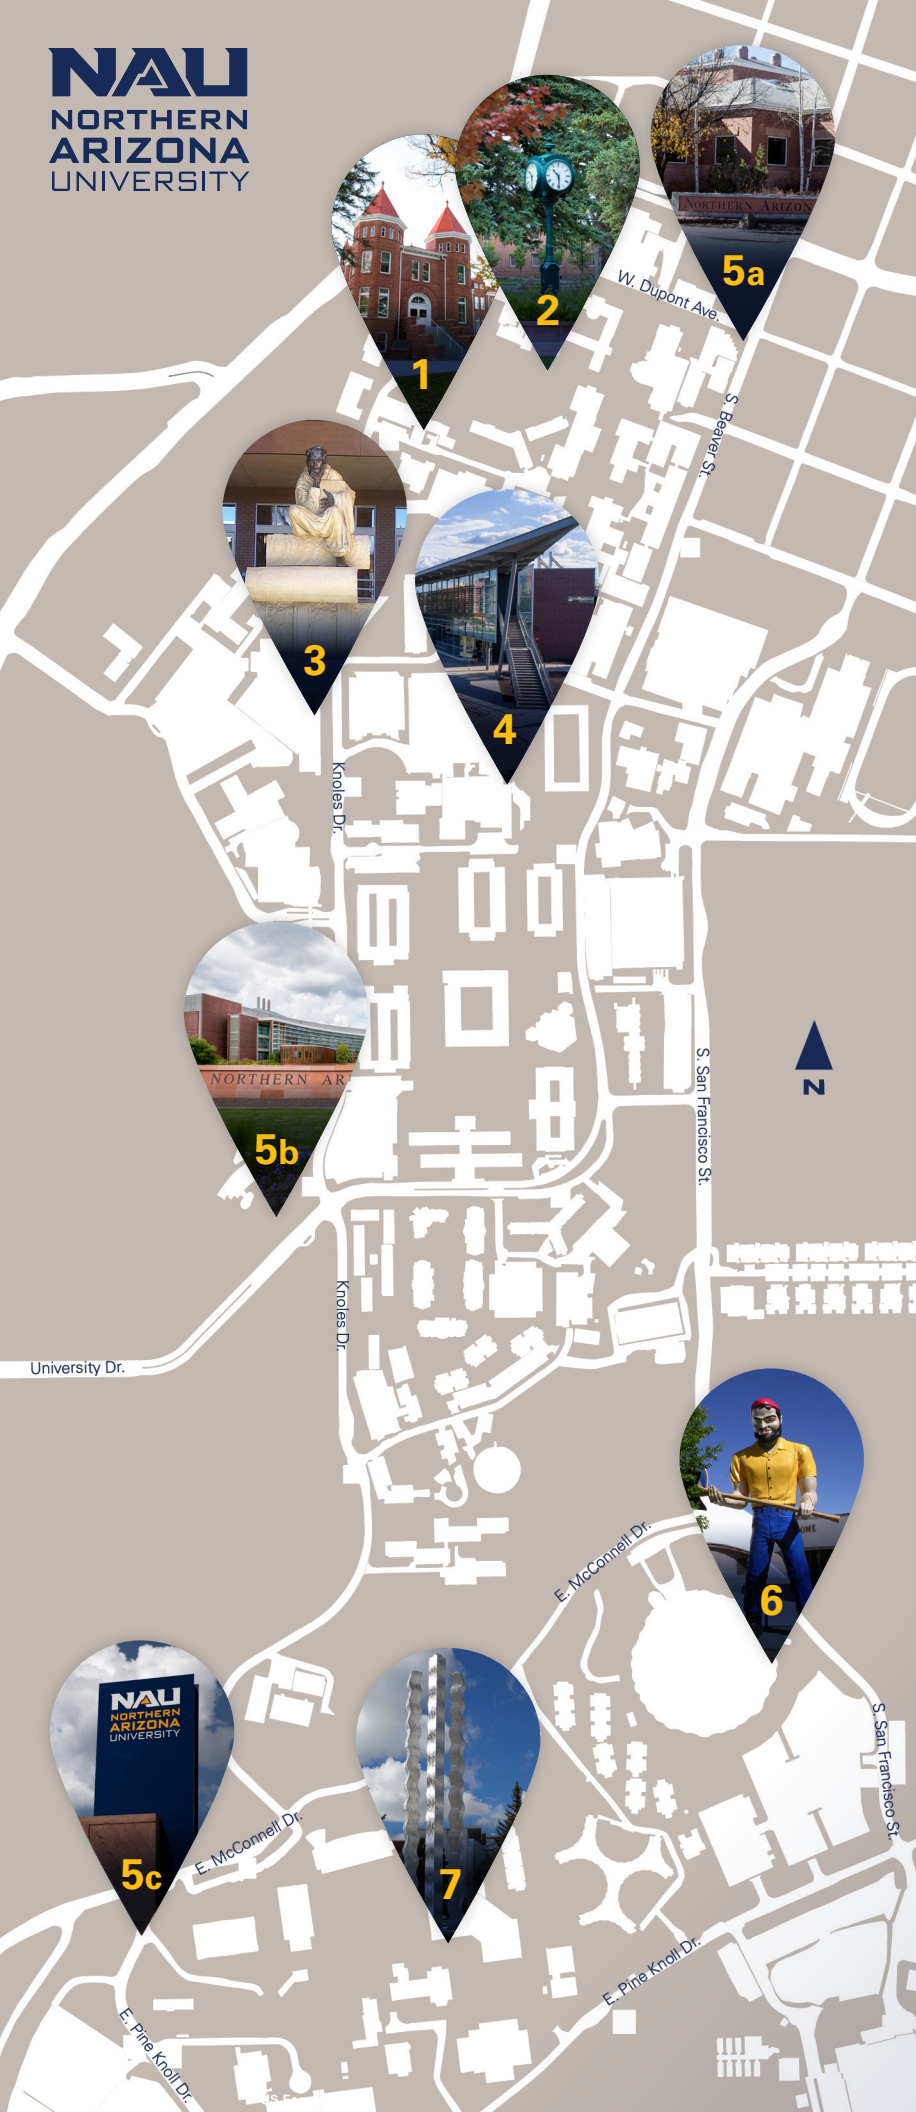 NAU
NORTHERN
ARIZONA
UNIVERSITY
NORTHERN ARIZON
5a
2
W. Dupont Ave.
1
S. Beaver St.
3
4
Knoles Dr.
NORTHERN AR
5b
N
S. San Francisco St.
Knoles Dr.
University Dr.
E. McConnell Dr.
6
NAU
NORTHERN
ARIZONA
UNIVERSITY
S. San Francisco St.
E. McConnell Dr.
5c
7
E. Pine Knoll Dr.
E. Pine Knoll Dr.